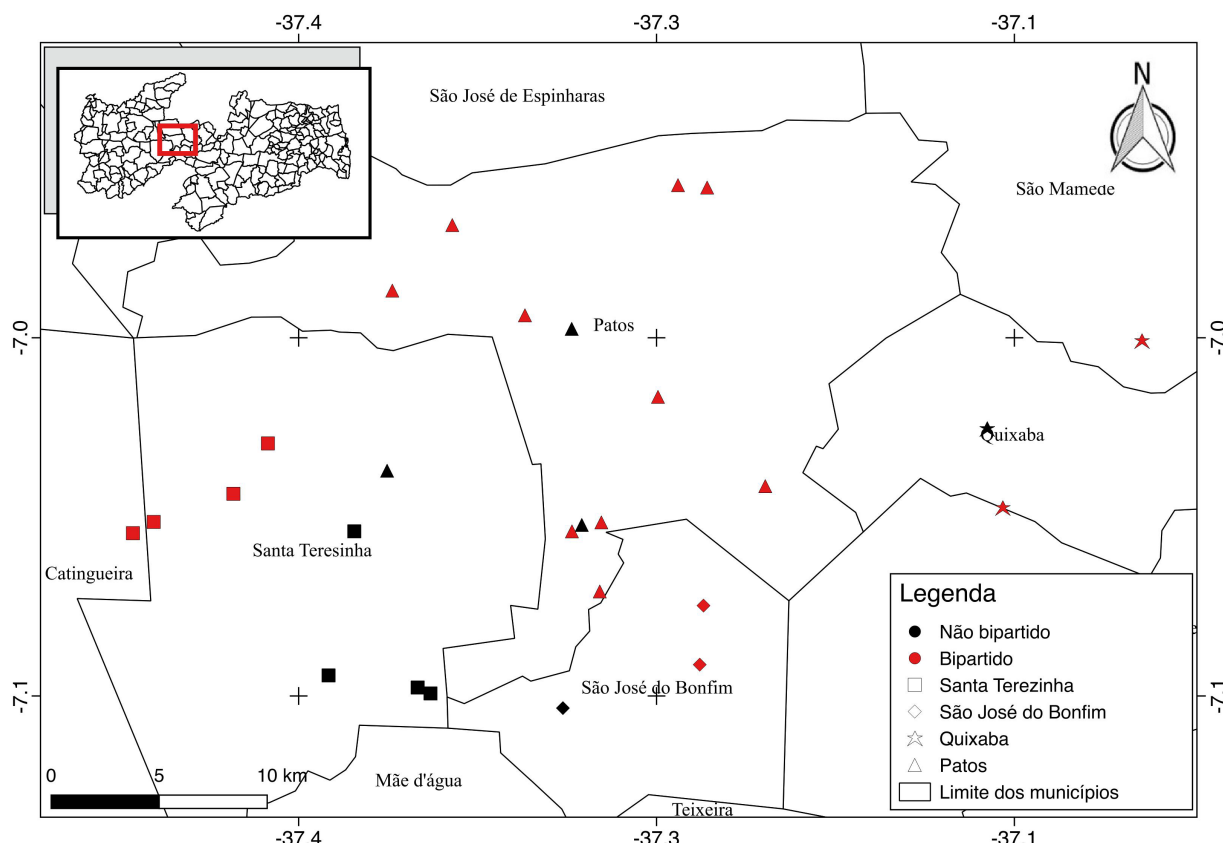 -37.4 -37.3 -37.1
São José de Espinharas
N
São Mamede
-7.0 Patos -7.0
Quixaba
Santa Teresinha
Catingueira
Legenda
Não bipartido
Bipartido
Santa Terezinha
São José do Bonfim
Quixaba
Patos
Limite dos municípios
-7.1 São José do Bonfim -7.1
0 5 10 km
Mãe d'água
Teixeira
-37.4 -37.3 -37.1